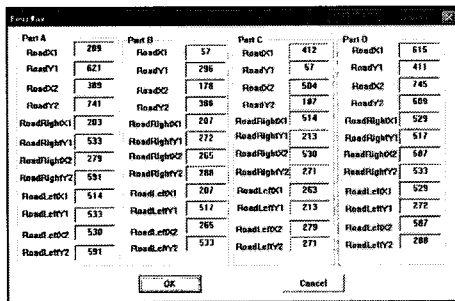 Part A
RoadX1 289
RoadY1 621
RoadX2 389
RoadY2 741
RoadRightX1 203
RoadRightY1 533
RoadRightX2 279
RoadRightY2 591
RoadLeftX1 514
RoadLeftY1 533
RoadLeftX2 530
RoadLeftY2 591
Part B
RoadX1 57
RoadY1 296
RoadX2 178
RoadY2 386
RoadRightX1 207
RoadRightY1 272
RoadRightX2 265
RoadRightY2 288
RoadLeftX1 207
RoadLeftY1 517
RoadLeftX2 265
RoadLeftY2 533
Part C
RoadX1 412
RoadY1 57
RoadX2 504
RoadY2 187
RoadRightX1 514
RoadRightY1 213
RoadRightX2 530
RoadRightY2 271
RoadLeftX1 263
RoadLeftY1 213
RoadLeftX2 279
RoadLeftY2 271
Part D
RoadX1 615
RoadY1 411
RoadX2 745
RoadY2 509
RoadRightX1 529
RoadRightY1 517
RoadRightX2 587
RoadRightY2 533
RoadLeftX1 529
RoadLeftY1 272
RoadLeftX2 587
RoadLeftY2 288
OK
Cancel